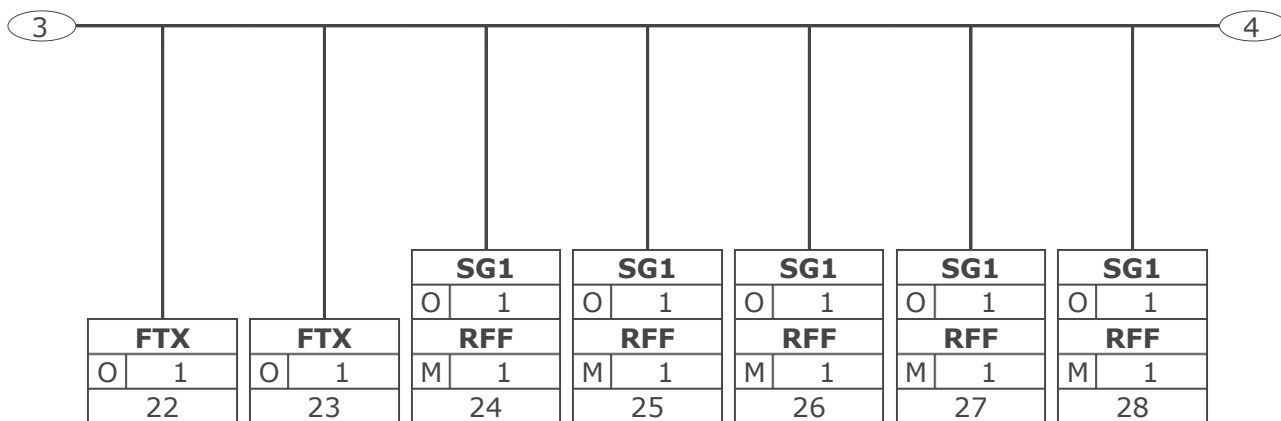 3 4
SG1 SG1 SG1 SG1 SG1
O 1 O 1 O 1 O 1 O 1
FTX FTX RFF RFF RFF RFF RFF
O 1 O 1 M 1 M 1 M 1 M 1 M 1
22 23 24 25 26 27 28